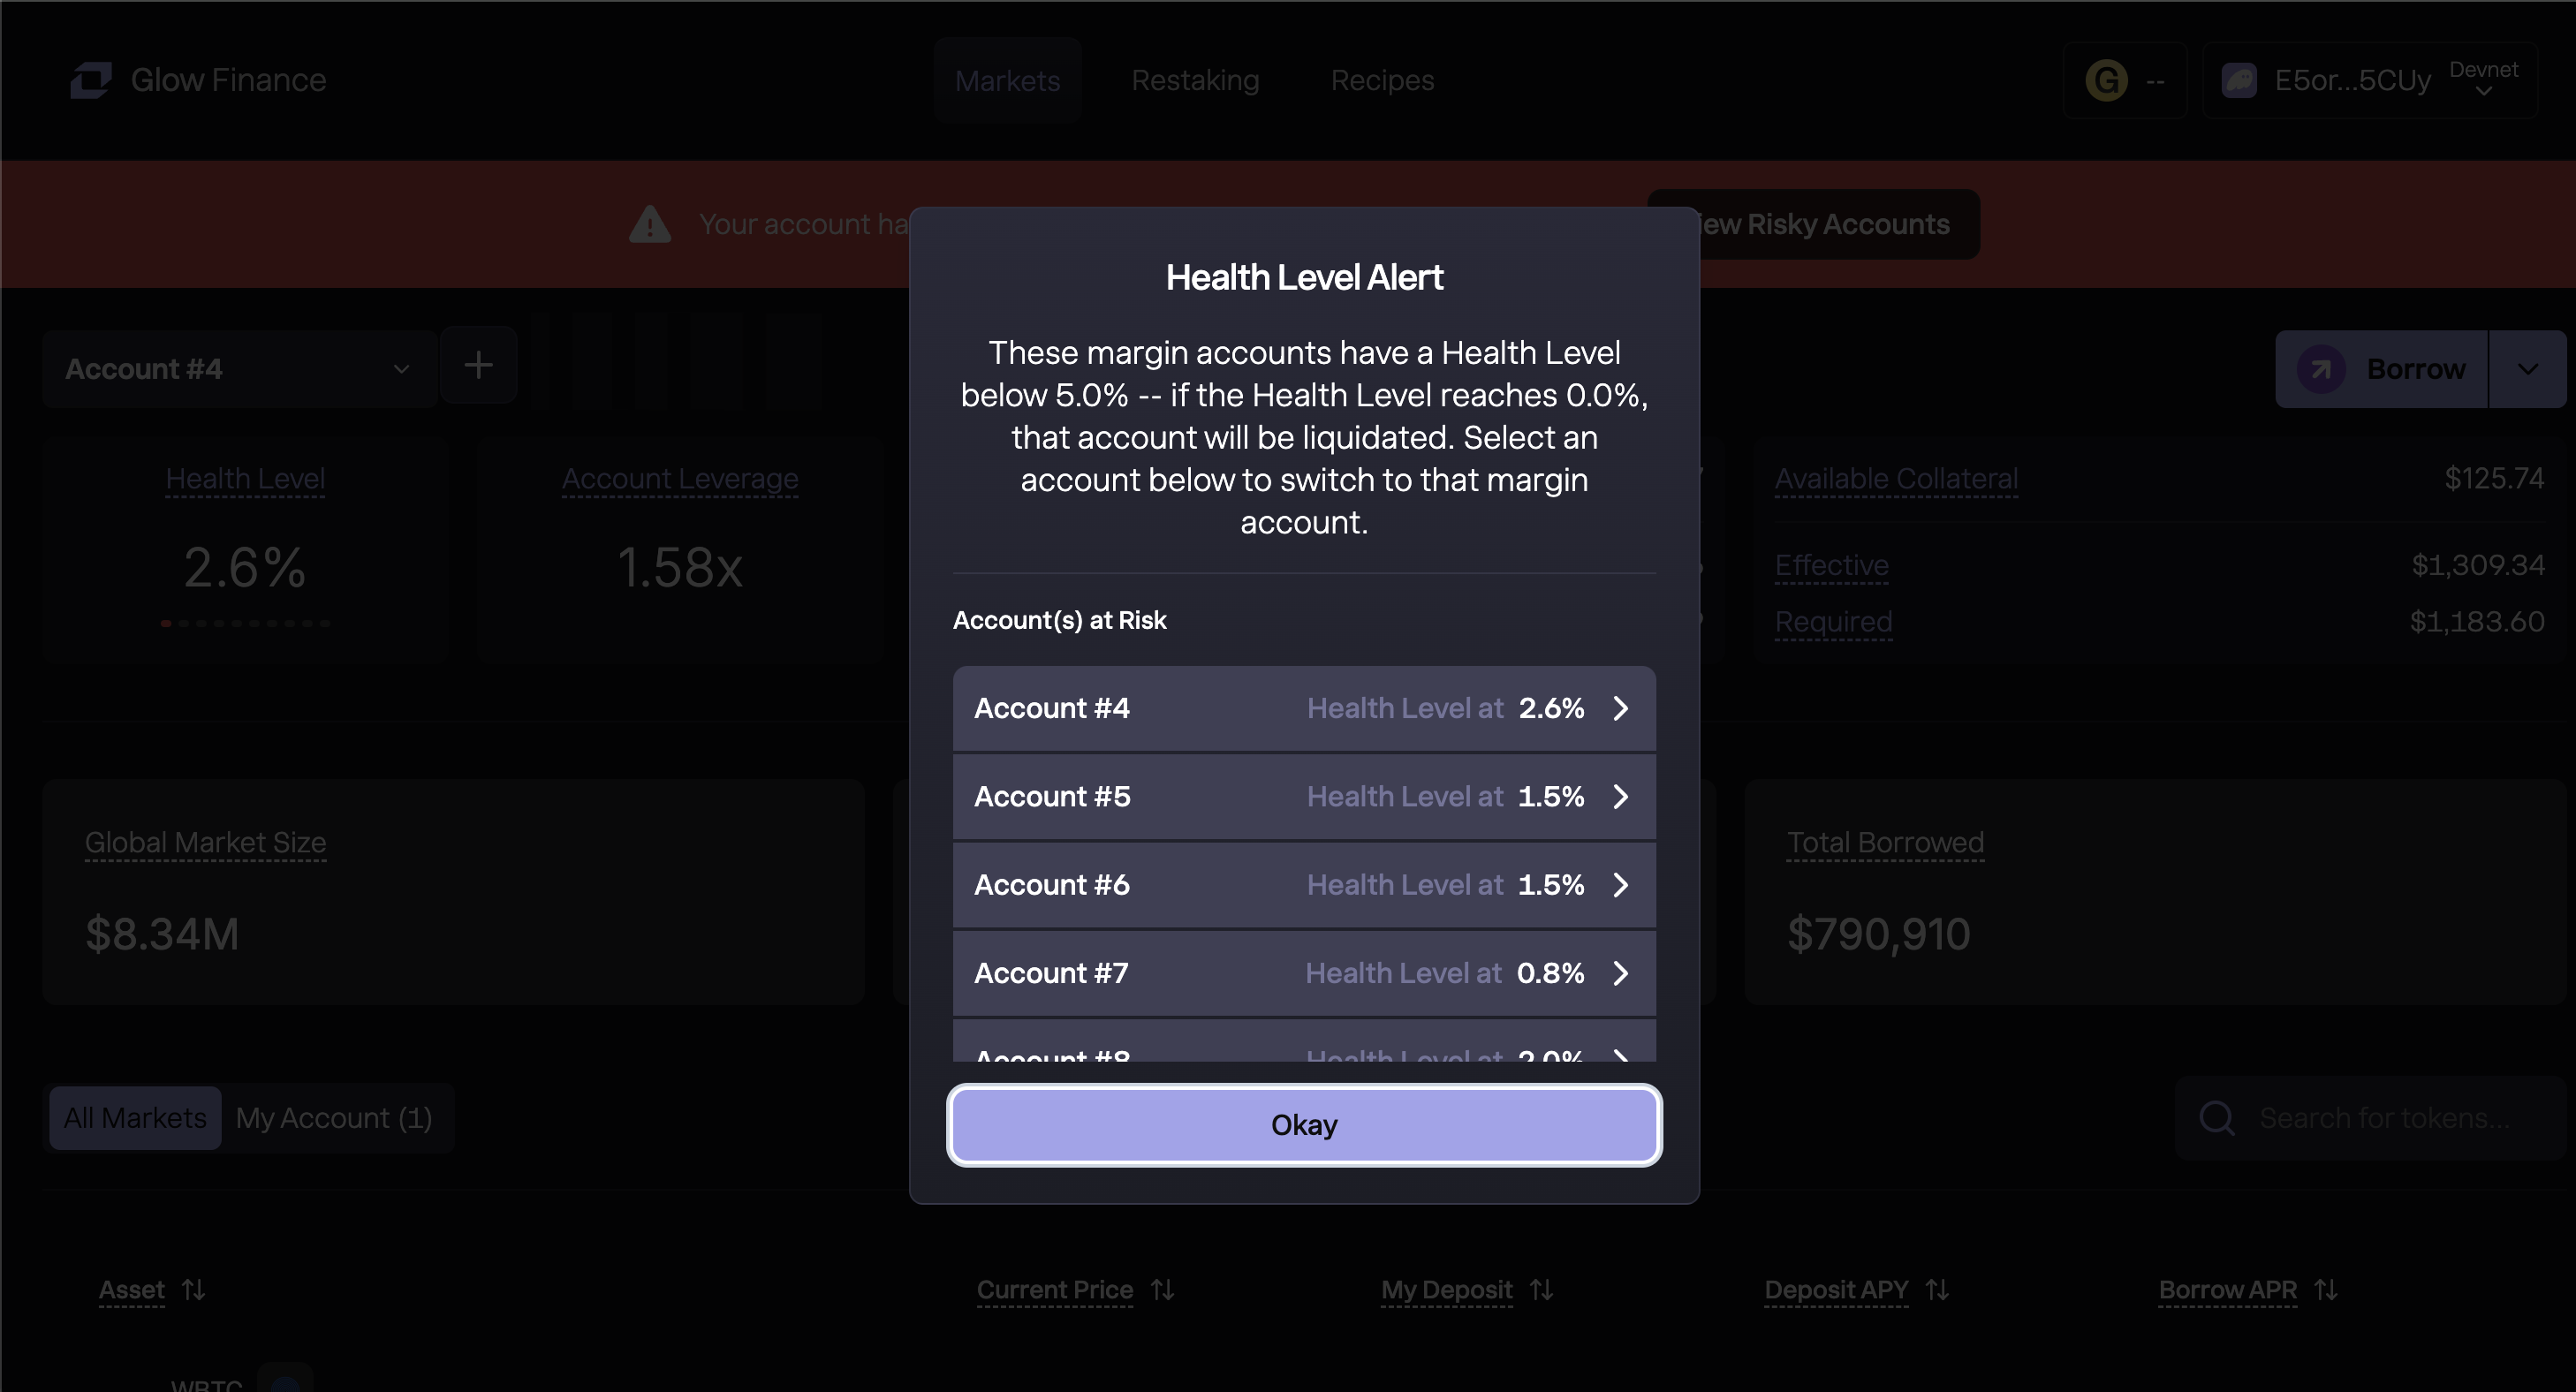 Glow Finance
Markets
Restaking
Recipes
G --
E5or...5CUy
Devnet
Your account
Risky Accounts
Health Level Alert
These margin accounts have a Health Level
below 5.0% -- if the Health Level reaches 0.0%,
that account will be liquidated. Select an
account below to switch to that margin
account.
Account(s) at Risk
Account #4 Health Level at 2.6%
Account #5 Health Level at 1.5%
Account #6 Health Level at 1.5%
Account #7 Health Level at 0.8%
Account #8 Health Level at 2.0%
Okay
Account #4
+
Borrow
Health Level
2.6%
Account Leverage
1.58x
Available Collateral $125.74
Effective $1,309.34
Required $1,183.60
Global Market Size
$8.34M
Total Borrowed
$790,910
All Markets
My Account (1)
Search for tokens...
Asset
Current Price
My Deposit
Deposit APY
Borrow APR
WBTC